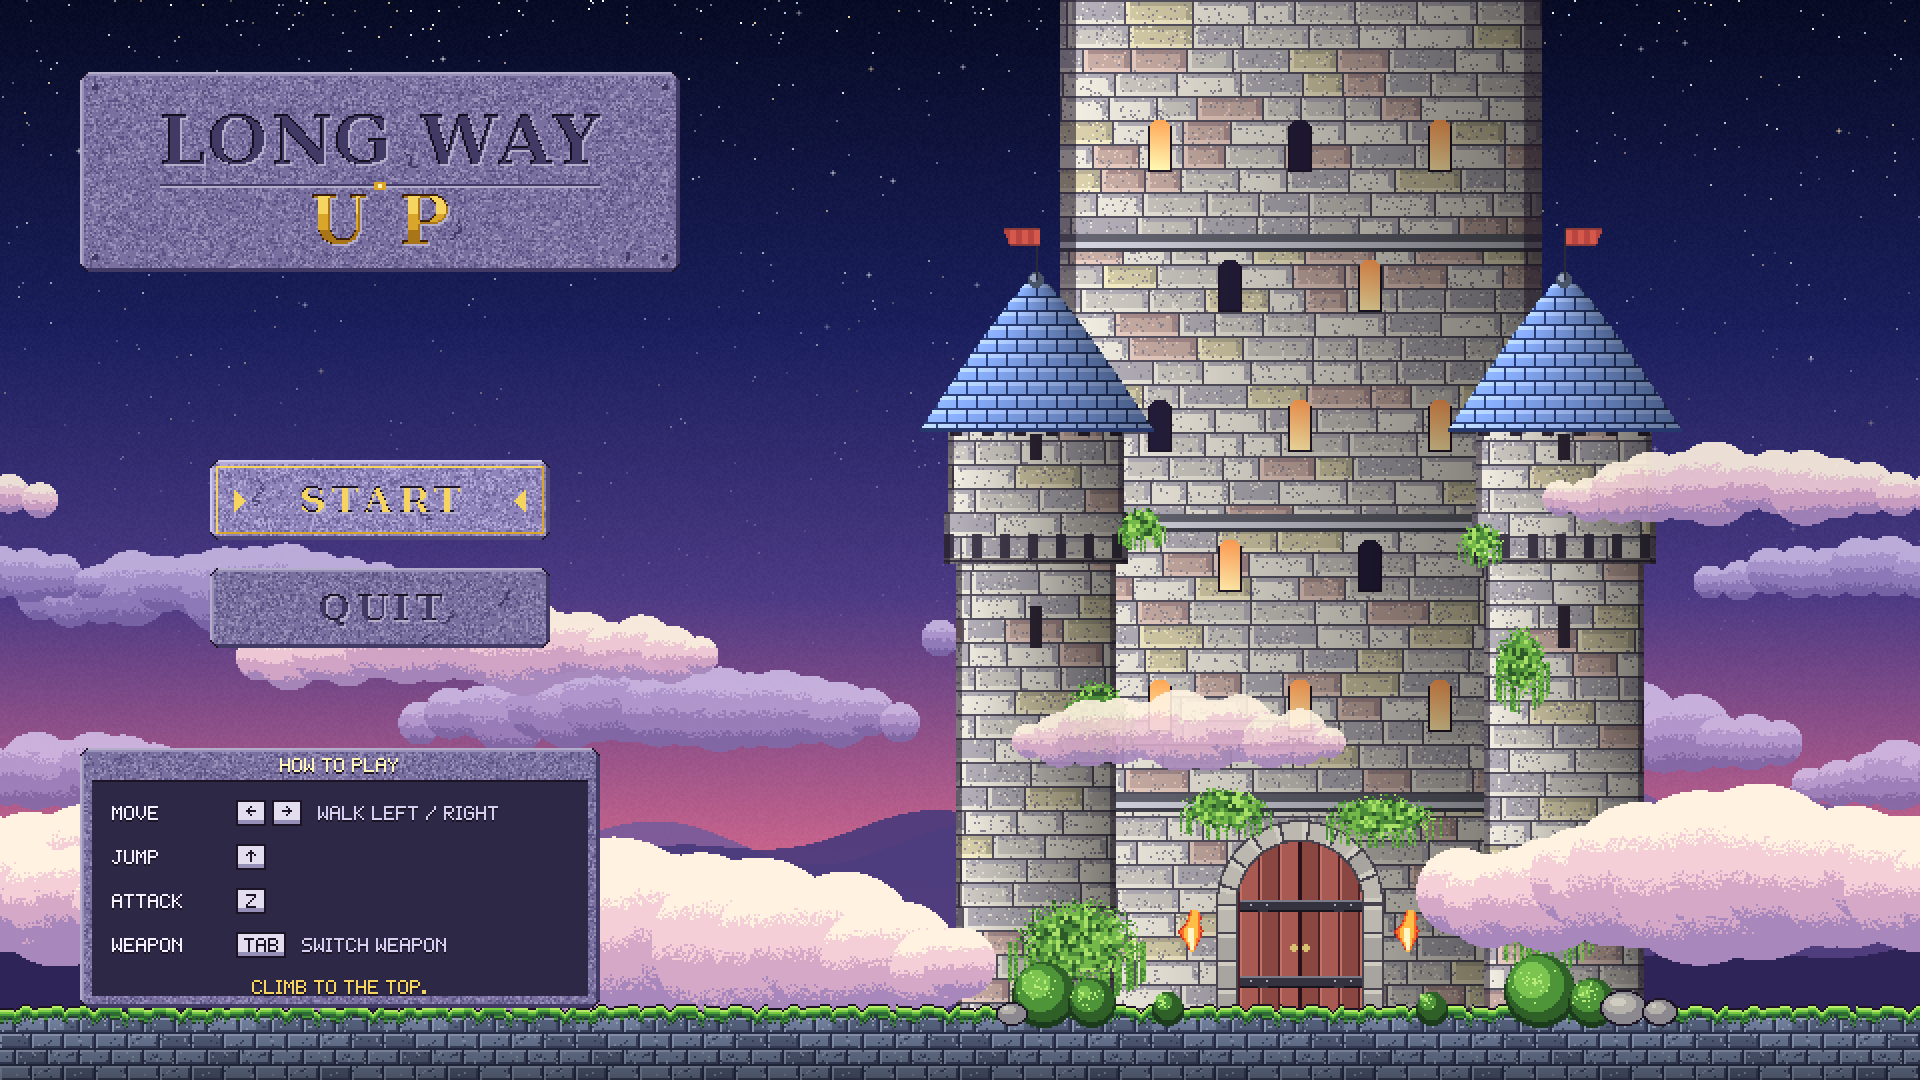 LONG WAY
UP
START
QUIT
HOW TO PLAY
MOVE ← → WALK LEFT / RIGHT
JUMP ↑
ATTACK Z
WEAPON TAB SWITCH WEAPON
CLIMB TO THE TOP.